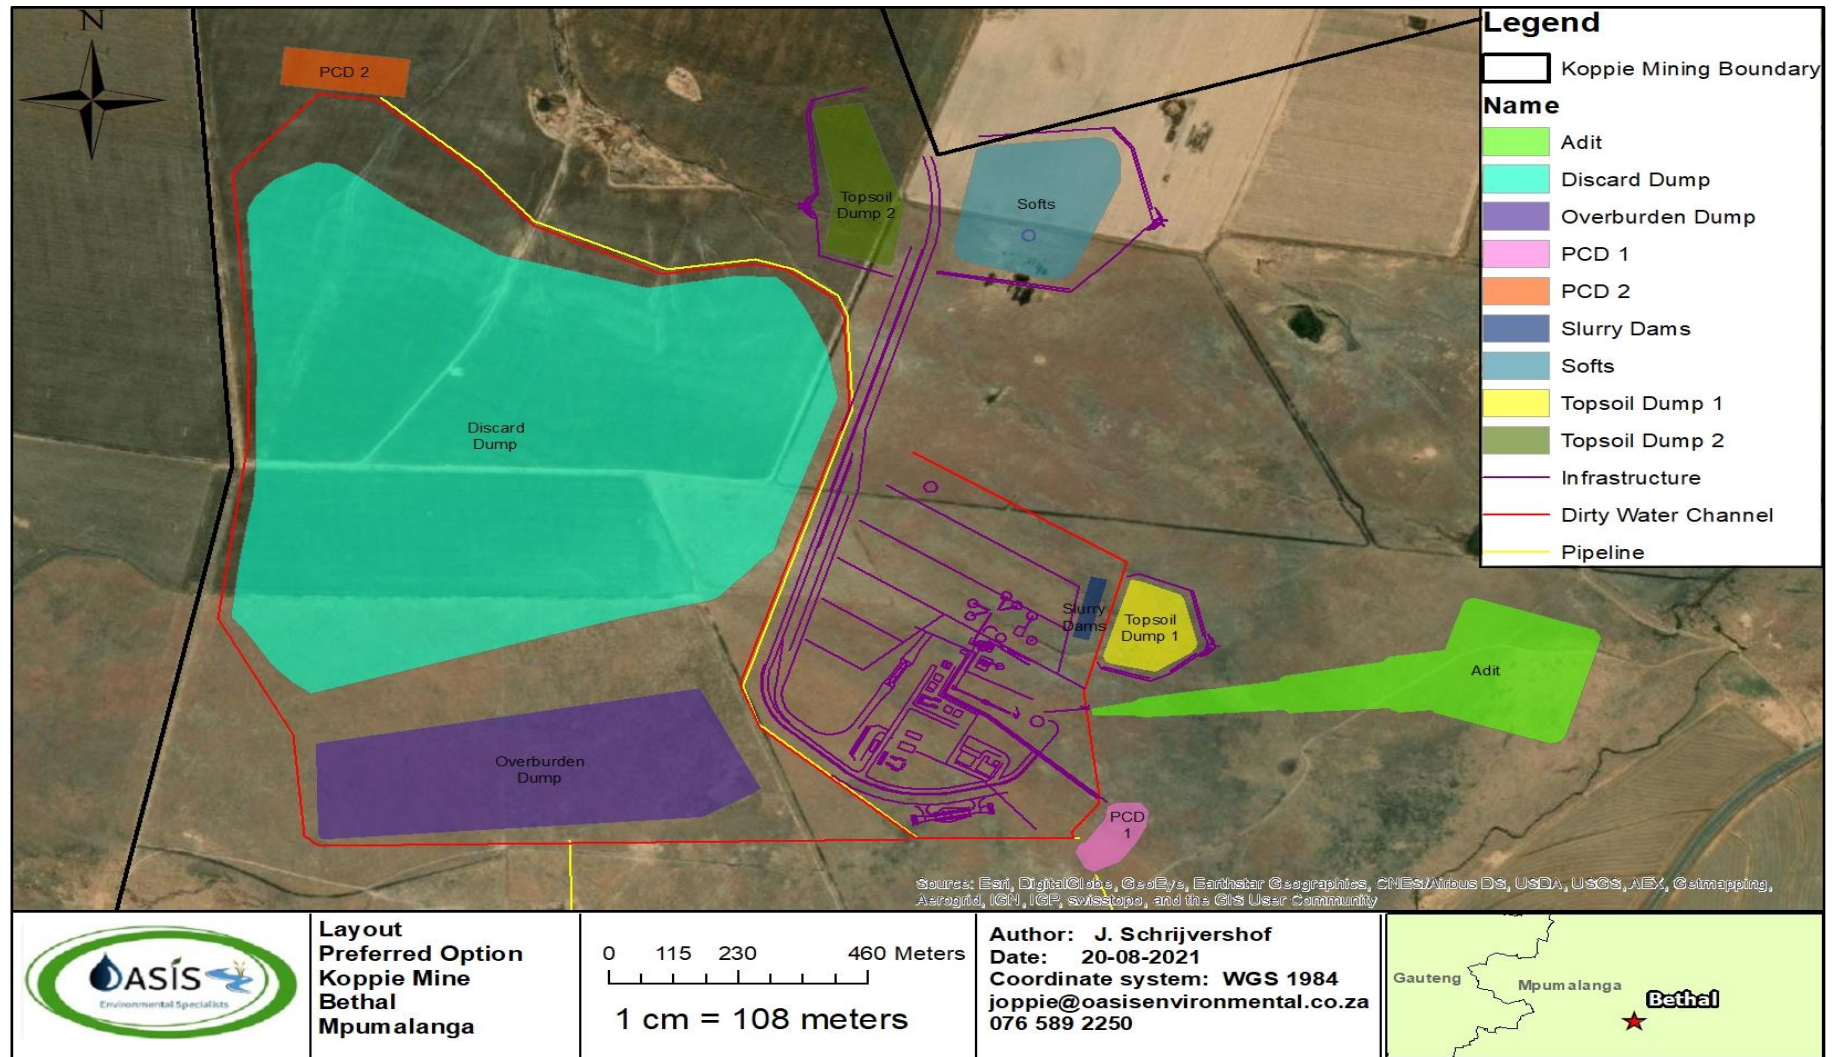 N
PCD 2
Topsoil
Dump 2
Softs
Discard
Dump
Slurry
Dams
Topsoil
Dump 1
Adit
Overburden
Dump
PCD
1
Legend
Koppie Mining Boundary
Name
Adit
Discard Dump
Overburden Dump
PCD 1
PCD 2
Slurry Dams
Softs
Topsoil Dump 1
Topsoil Dump 2
Infrastructure
Dirty Water Channel
Pipeline
Source: Esri, DigitalGlobe, GeoEye, Earthstar Geographics, CNES/Airbus DS, USDA, USGS, AEX, Getmapping,
Aerogrid, IGN, IGP, swisstopo, and the GIS User Community
OASIS
Environmental Specialists
Layout
Preferred Option
Koppie Mine
Bethal
Mpumalanga
0 115 230 460 Meters
1 cm = 108 meters
Author: J. Schrijvershof
Date: 20-08-2021
Coordinate system: WGS 1984
joppie@oasisenvironmental.co.za
076 589 2250
Gauteng
Mpumalanga
Bethal